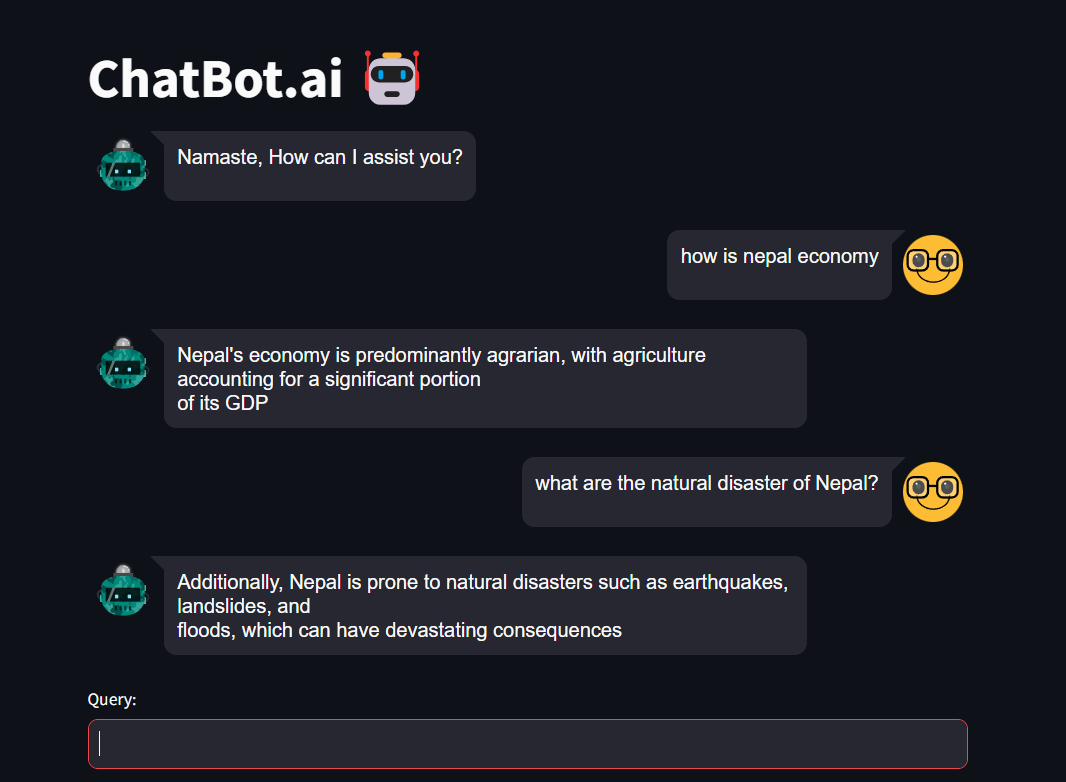 ChatBot.ai
Namaste, How can I assist you?
how is nepal economy
Nepal's economy is predominantly agrarian, with agriculture
accounting for a significant portion
of its GDP
what are the natural disaster of Nepal?
Additionally, Nepal is prone to natural disasters such as earthquakes,
landslides, and
floods, which can have devastating consequences
Query: